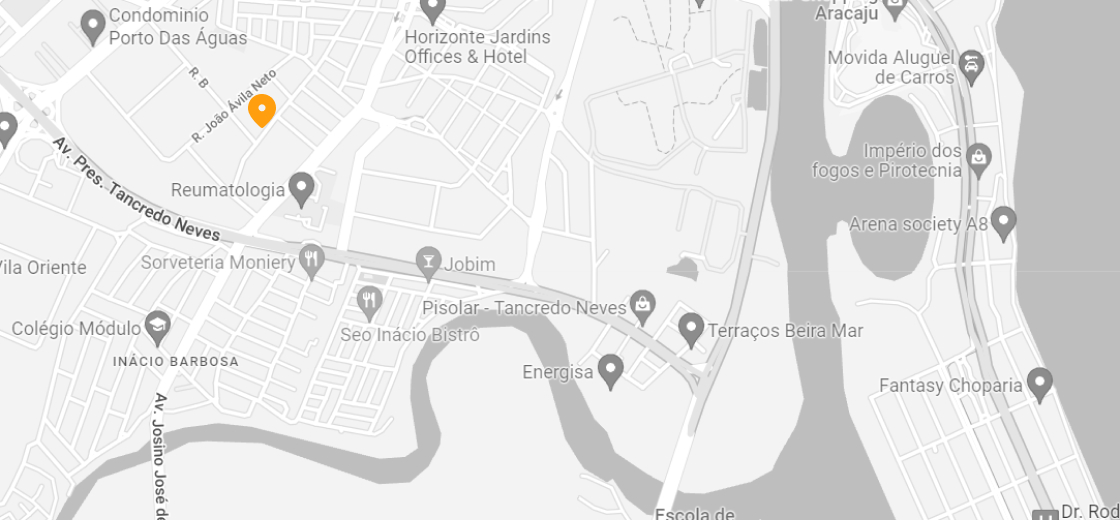 Condominio
Porto Das Águas
Horizonte Jardins
Offices & Hotel
Aracaju
Movida Aluguel
de Carros
R. B
R. João Ávila Neto
Av. Pres. Tancredo Neves
Império dos
fogos e Pirotecnia
Reumatologia
Arena society A8
Sorveteria Moniery
Jobim
Vila Oriente
Pisolar - Tancredo Neves
Colégio Módulo
Seo Inácio Bistrô
Terraços Beira Mar
INÁCIO BARBOSA
Energisa
Fantasy Choparia
Av. Josino José de
Escola de
Dr. Rod